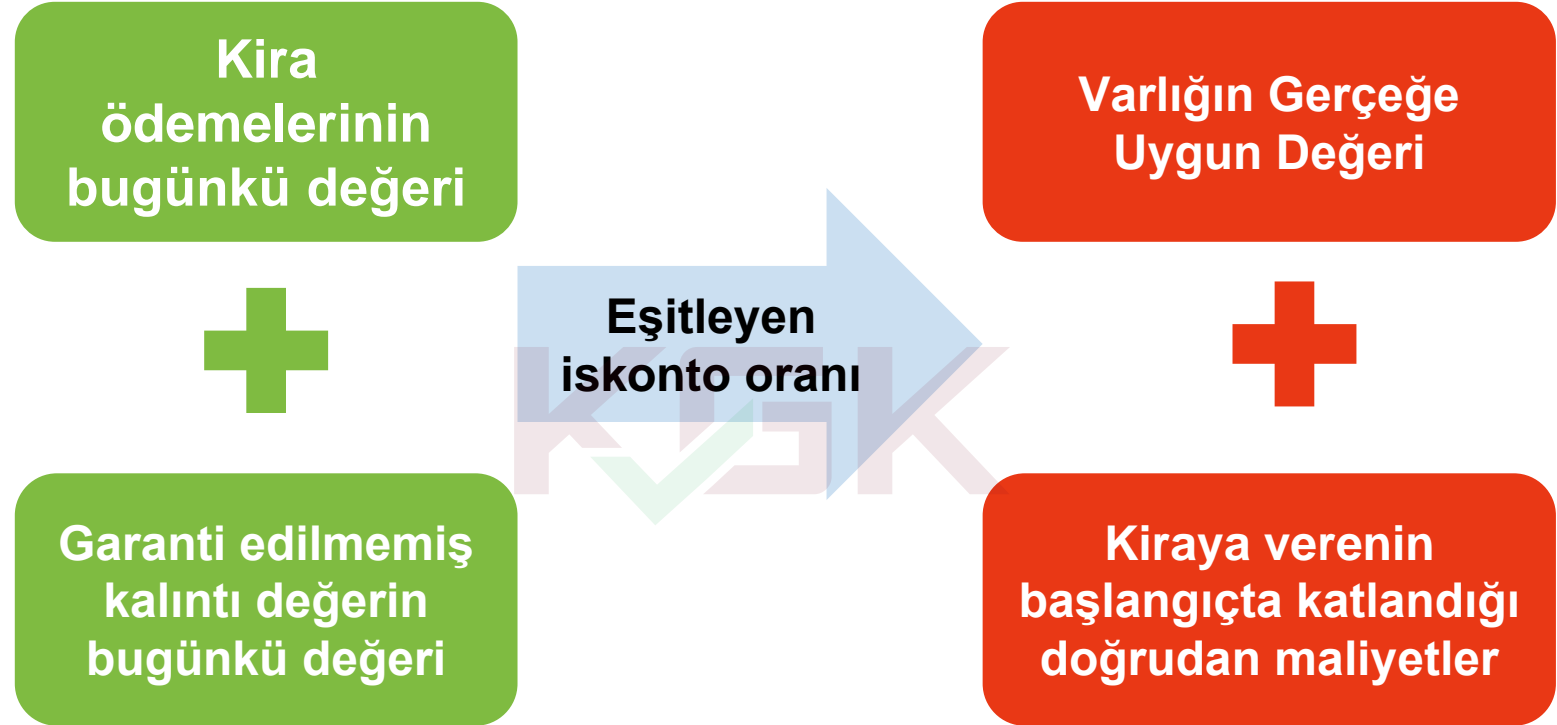 Kira
ödemelerinin
bugünkü değeri
Garanti edilmemiş
kalıntı değerin
bugünkü değeri
Eşitleyen
iskonto oranı
KGK
Varlığın Gerçeğe
Uygun Değeri
Kiraya verenin
başlangıçta katlandığı
doğrudan maliyetler